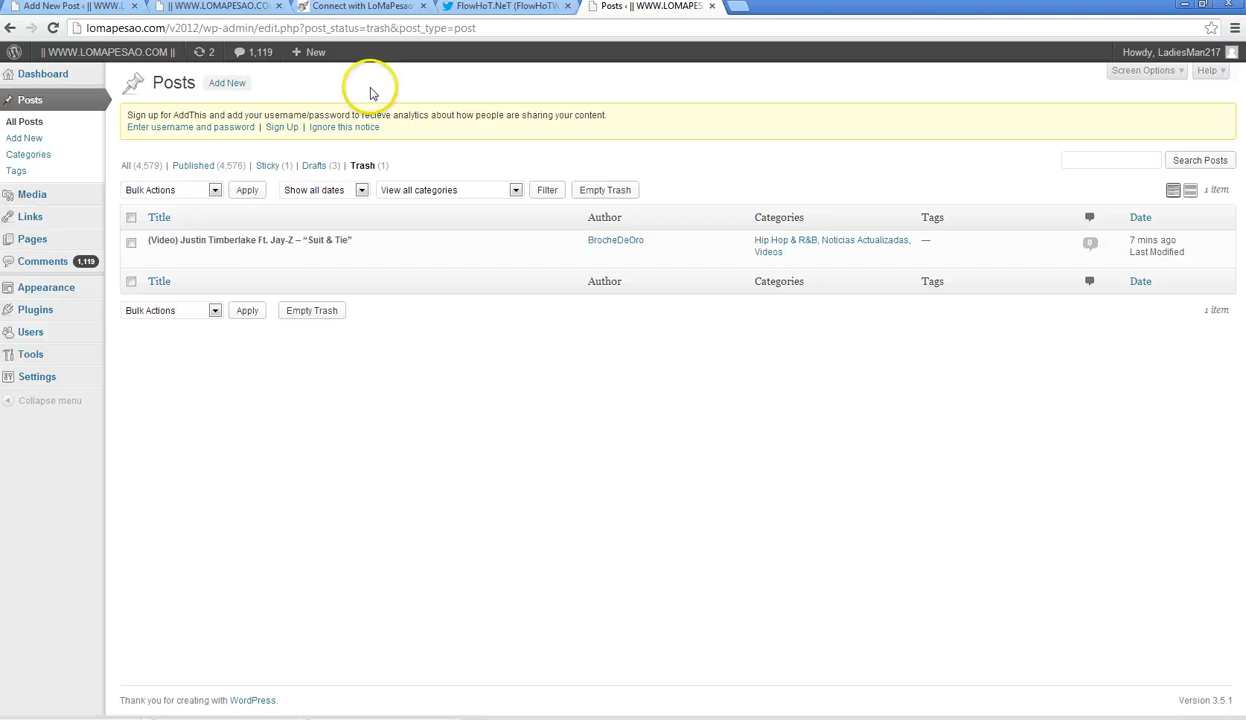 Add New Post ‹ || WWW.L × || WWW.LOMAPESAO.COM × Connect with LoMaPesao × FlowHoT.NeT (FlowHoTW × Posts ‹ || WWW.LOMAPES ×
lomapesao.com/v2012/wp-admin/edit.php?post_status=trash&post_type=post
|| WWW.LOMAPESAO.COM || 2 1,119 + New Howdy, LadiesMan217
Dashboard
Posts
All Posts
Add New
Categories
Tags
Media
Links
Pages
Comments 1,119
Appearance
Plugins
Users
Tools
Settings
Collapse menu
Posts Add New
Screen Options Help
Sign up for AddThis and add your username/password to recieve analytics about how people are sharing your content.
Enter username and password | Sign Up | Ignore this notice
All (4,579) | Published (4,576) | Sticky (1) | Drafts (3) | Trash (1)
Search Posts
Bulk Actions Apply Show all dates View all categories Filter Empty Trash 1 item
Title Author Categories Tags Date
(Video) Justin Timberlake Ft. Jay-Z – “Suit & Tie” BrocheDeOro Hip Hop & R&B, Noticias Actualizadas, — 0 7 mins ago
Videos Last Modified
Title Author Categories Tags Date
Bulk Actions Apply Empty Trash 1 item
Thank you for creating with WordPress. Version 3.5.1